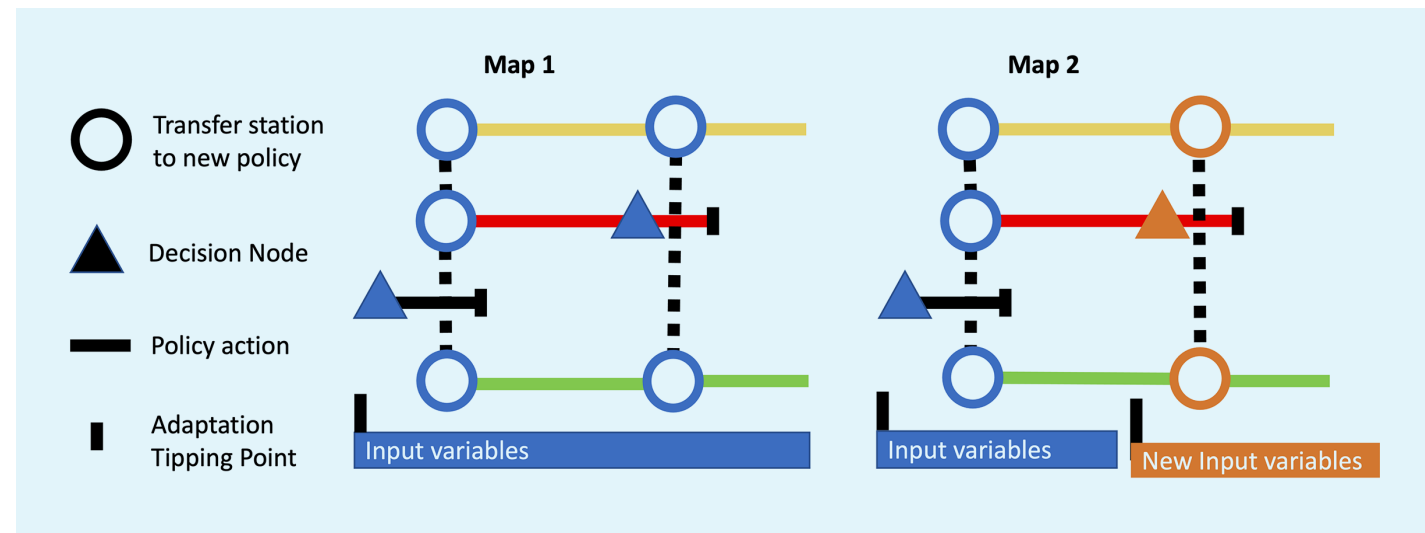 Map 1
Map 2
Transfer station
to new policy
Decision Node
Policy action
Adaptation
Tipping Point
Input variables
Input variables
New Input variables